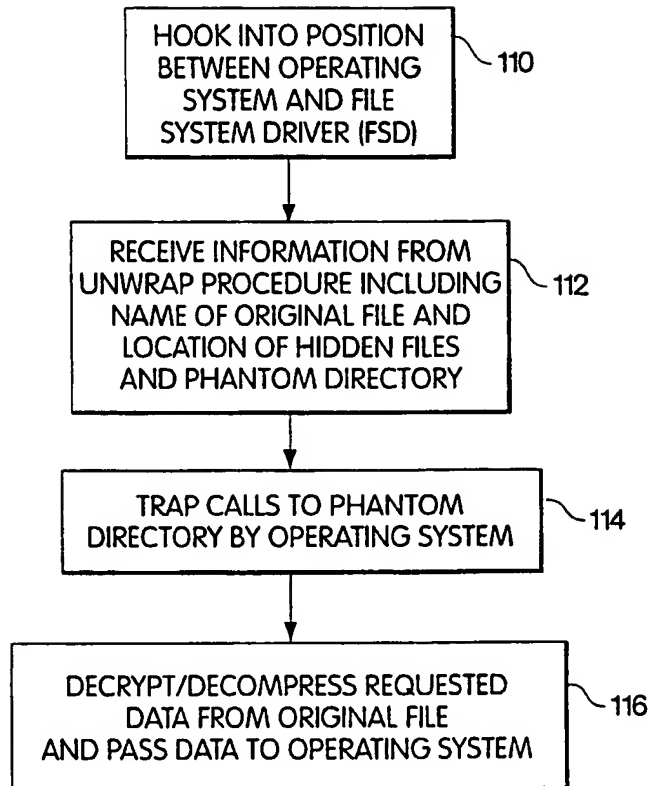 HOOK INTO POSITION
BETWEEN OPERATING
SYSTEM AND FILE
SYSTEM DRIVER (FSD)
110
RECEIVE INFORMATION FROM
UNWRAP PROCEDURE INCLUDING
NAME OF ORIGINAL FILE AND
LOCATION OF HIDDEN FILES
AND PHANTOM DIRECTORY
112
TRAP CALLS TO PHANTOM
DIRECTORY BY OPERATING SYSTEM
114
DECRYPT/DECOMPRESS REQUESTED
DATA FROM ORIGINAL FILE
AND PASS DATA TO OPERATING SYSTEM
116